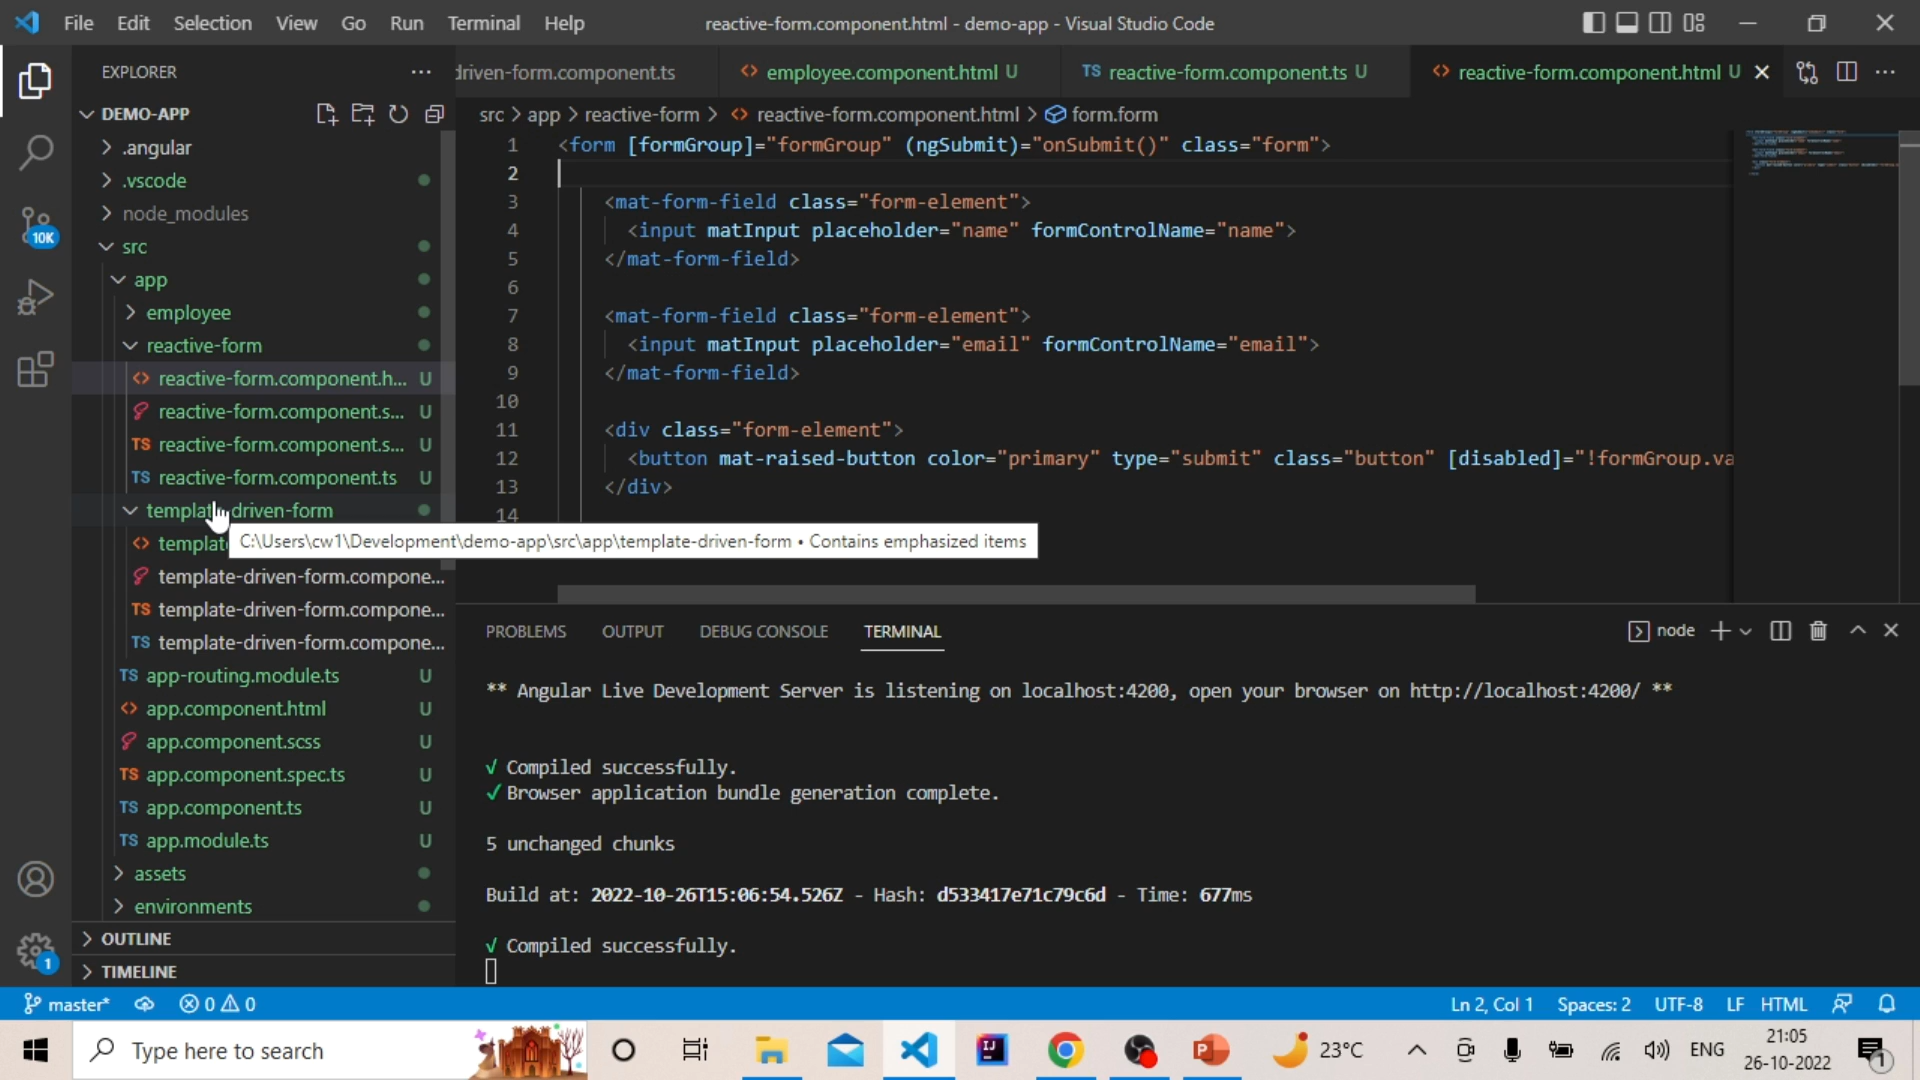 File Edit Selection View Go Run Terminal Help
reactive-form.component.html - demo-app - Visual Studio Code
EXPLORER
driven-form.component.ts
<> employee.component.html U
TS reactive-form.component.ts U
<> reactive-form.component.html U
DEMO-APP
src > app > reactive-form > <> reactive-form.component.html > form.form
.angular
.vscode
node_modules
src
app
employee
reactive-form
<> reactive-form.component.h... U
reactive-form.component.s... U
TS reactive-form.component.s... U
TS reactive-form.component.ts U
driven-form
<>
template-driven-form.compone...
TS template-driven-form.compone...
TS template-driven-form.compone...
TS app-routing.module.ts U
<> app.component.html U
app.component.scss U
TS app.component.spec.ts U
TS app.component.ts U
TS app.module.ts U
assets
environments
OUTLINE
TIMELINE
10K
1
1 <form [formGroup]="formGroup" (ngSubmit)="onSubmit()" class="form">
2
3 <mat-form-field class="form-element">
4 <input matInput placeholder="name" formControlName="name">
5 </mat-form-field>
6
7 <mat-form-field class="form-element">
8 <input matInput placeholder="email" formControlName="email">
9 </mat-form-field>
10
11 <div class="form-element">
12 <button mat-raised-button color="primary" type="submit" class="button" [disabled]="!formGroup.va
13 </div>
14
C:\Users\cw1\Development\demo-app\src\app\template-driven-form • Contains emphasized items
PROBLEMS OUTPUT DEBUG CONSOLE TERMINAL
node
** Angular Live Development Server is listening on localhost:4200, open your browser on http://localhost:4200/ **
√ Compiled successfully.
✓ Browser application bundle generation complete.
5 unchanged chunks
Build at: 2022-10-26T15:06:54.526Z - Hash: d533417e71c79c6d - Time: 677ms
√ Compiled successfully.
master* 0 0
Ln 2, Col 1 Spaces: 2 UTF-8 LF HTML
Type here to search
23°C
ENG
21:05
26-10-2022
1